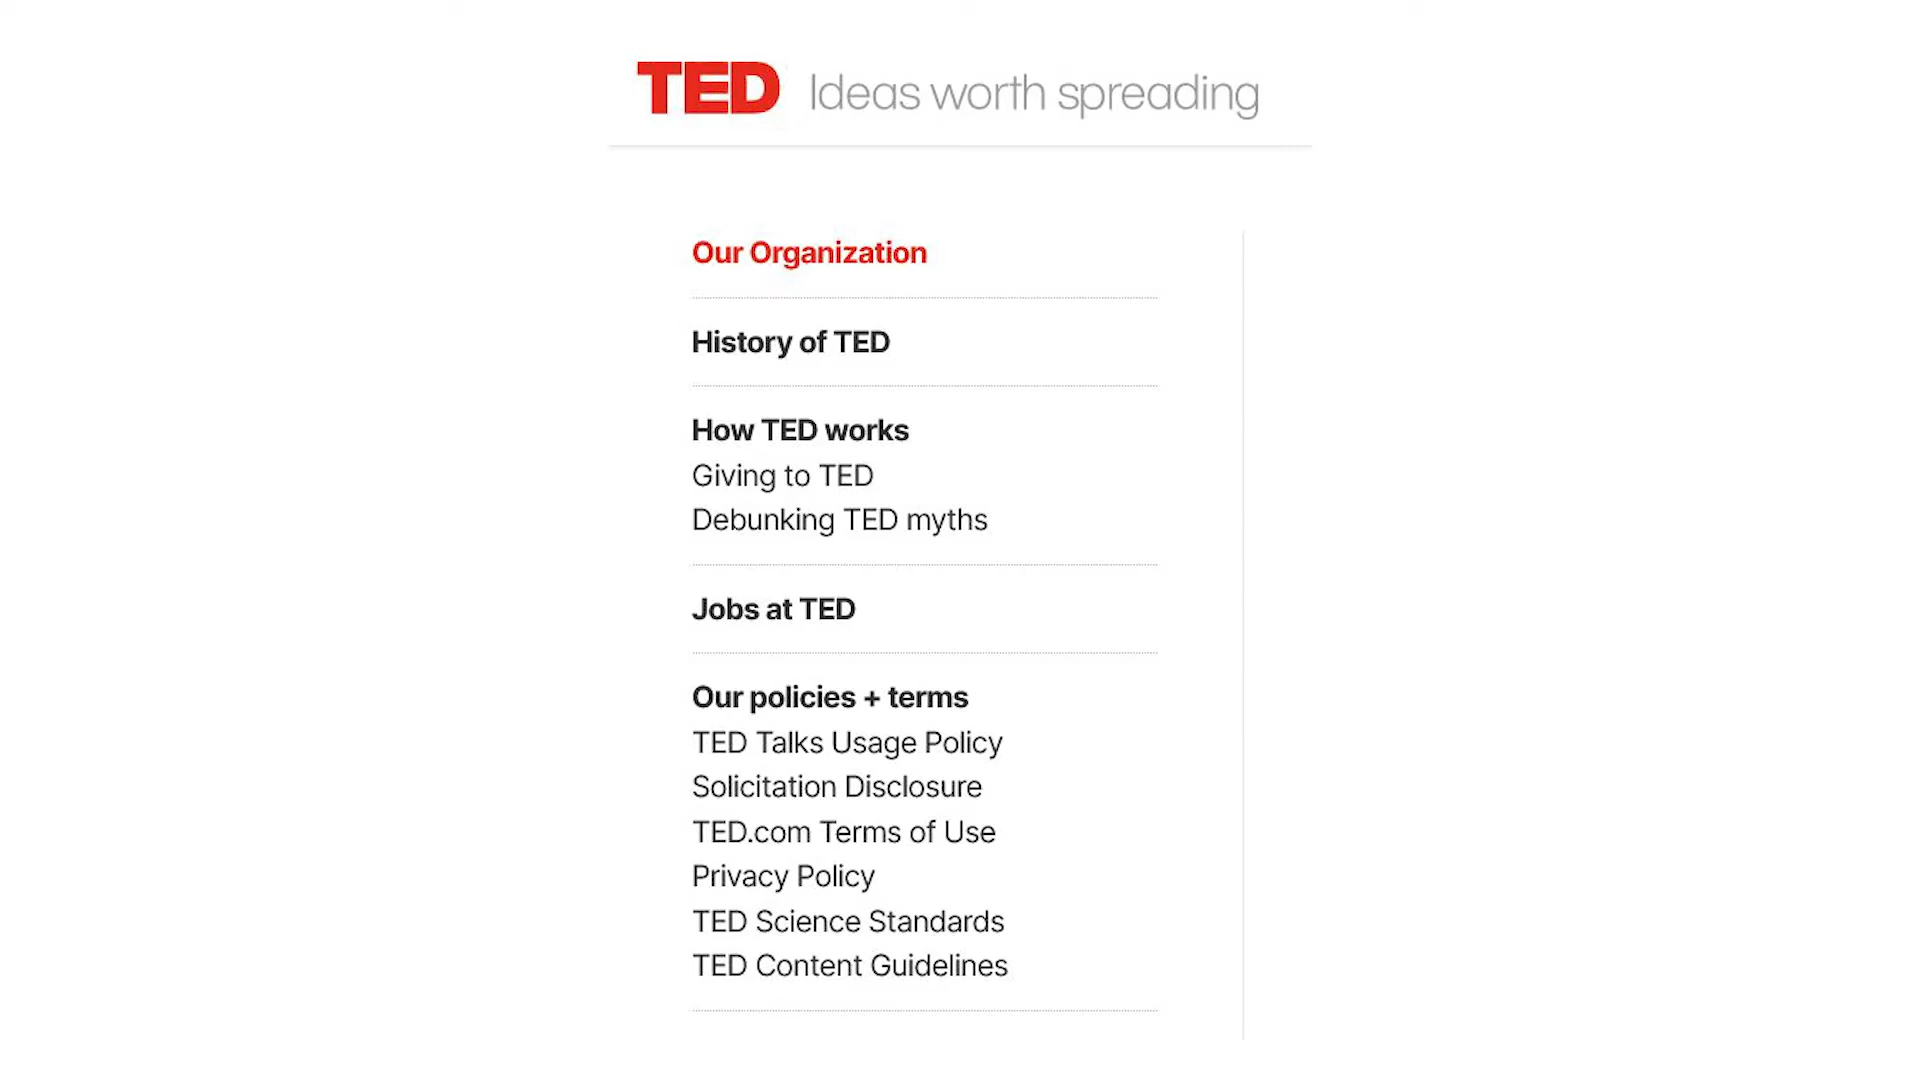 TED Ideas worth spreading
Our Organization
History of TED
How TED works
Giving to TED
Debunking TED myths
Jobs at TED
Our policies + terms
TED Talks Usage Policy
Solicitation Disclosure
TED.com Terms of Use
Privacy Policy
TED Science Standards
TED Content Guidelines